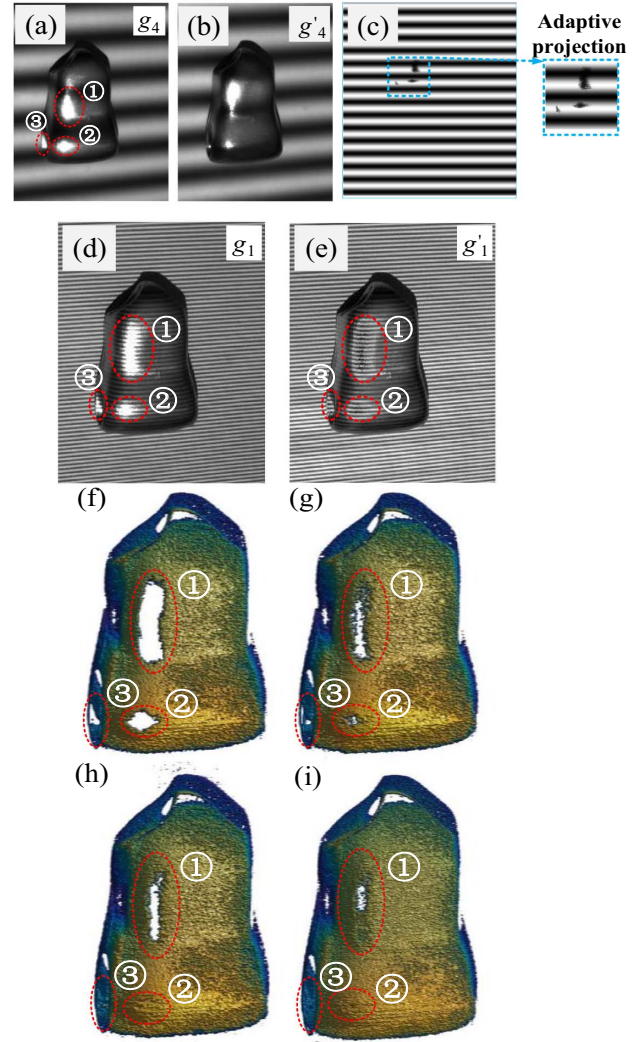 (a)
g₄
①
②
③
(b)
g'₄
(c)
Adaptive
projection
(d)
g₁
①
②
③
(e)
g'₁
①
②
③
(f)
①
②
③
(g)
①
②
③
(h)
①
②
③
(i)
①
②
③